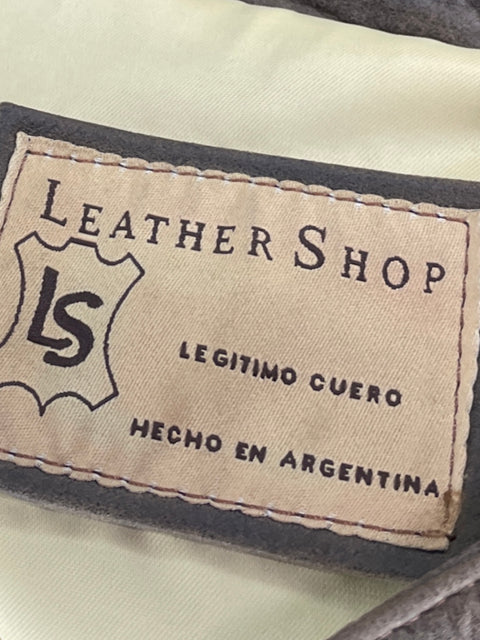 LEATHER SHOP
LS
LEGITIMO CUERO
HECHO EN ARGENTINA